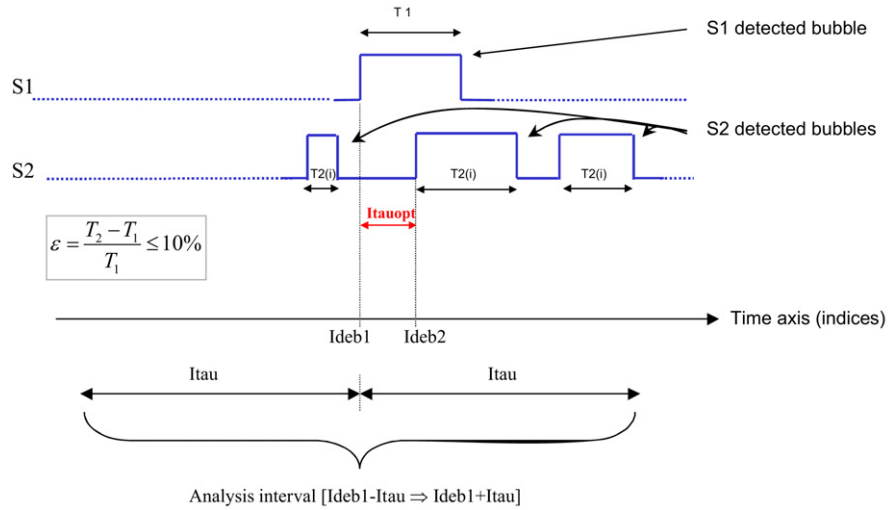 T 1
S1 detected bubble
S1
S2 detected bubbles
S2
T2(i)
T2(i)
T2(i)
Itauopt
ε = (T₂ − T₁) / T₁ ≤ 10%
Time axis (indices)
Ideb1
Ideb2
Itau
Itau
Analysis interval [Ideb1-Itau ⇒ Ideb1+Itau]